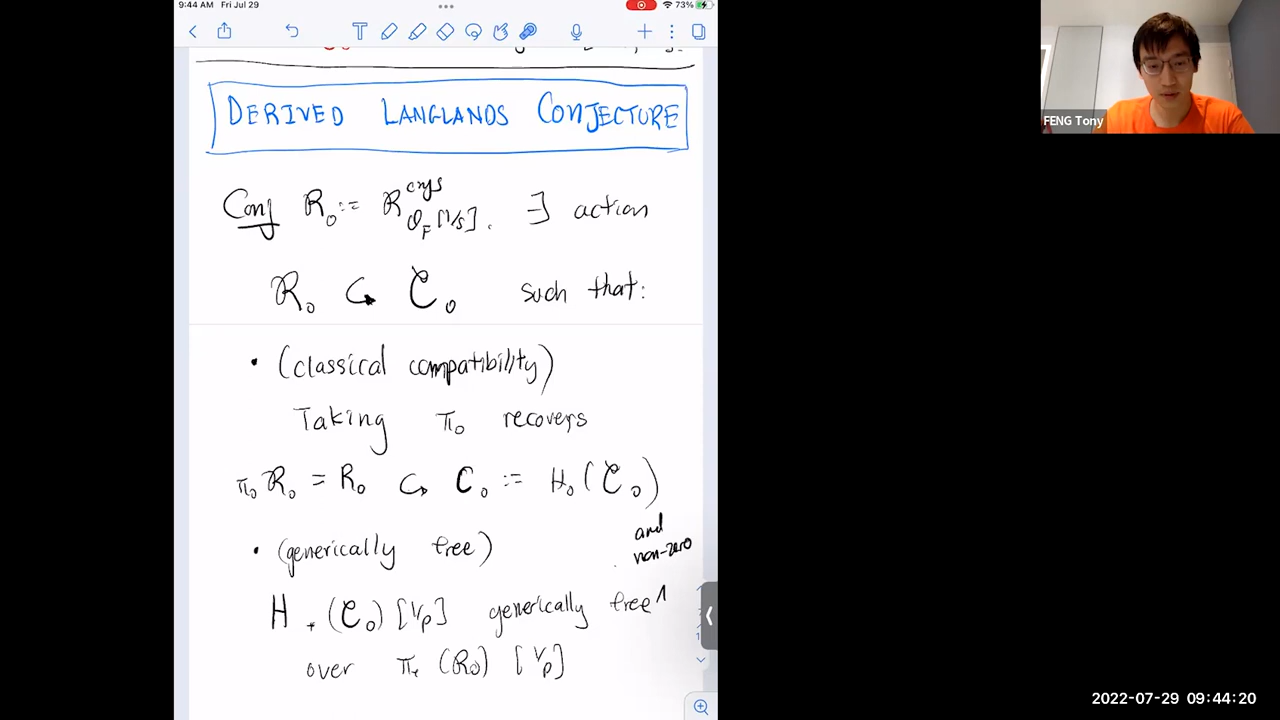 9:44 AM Fri Jul 29
73%
DERIVED LANGLANDS CONJECTURE
Conj R₀ := R^crys_{O_F[1/S]}. ∃ action
R₀ ↻ C₀ such that:
• (classical compatibility)
Taking π₀ recovers
π₀ R₀ = R₀ ↻ C₀ := H₀(C₀)
• (generically free)
and
non-zero
H_*(C₀)[1/p] generically free ^
over π_*(R₀)[1/p]
FENG Tony
2022-07-29 09:44:20